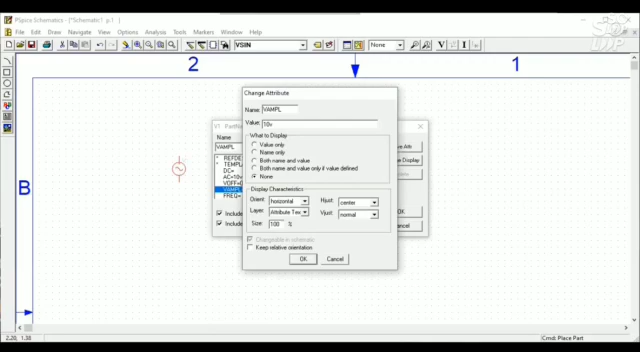 PSpice Schematics - [*Schematic1 p.1 ]
File Edit Draw Navigate View Options Analysis Tools Markers Window Help
VSIN
None
V
I
2
1
B
V1 PartName
Name
VAMPL
DC=
AC=10v
VOFF=0
VAMPL
FREQ=
Include
Include
Change Attribute
Name: VAMPL
Value: 10v
What to Display
Value only
Name only
Both name and value
Both name and value only if value defined
None
Display Characteristics
Orient: horizontal
Hjust: center
Layer: Attribute Tex
Vjust: normal
Size: 100 %
Changeable in schematic
Keep relative orientation
OK
Cancel
OK
2.20, 1.38
Cmd: Place Part